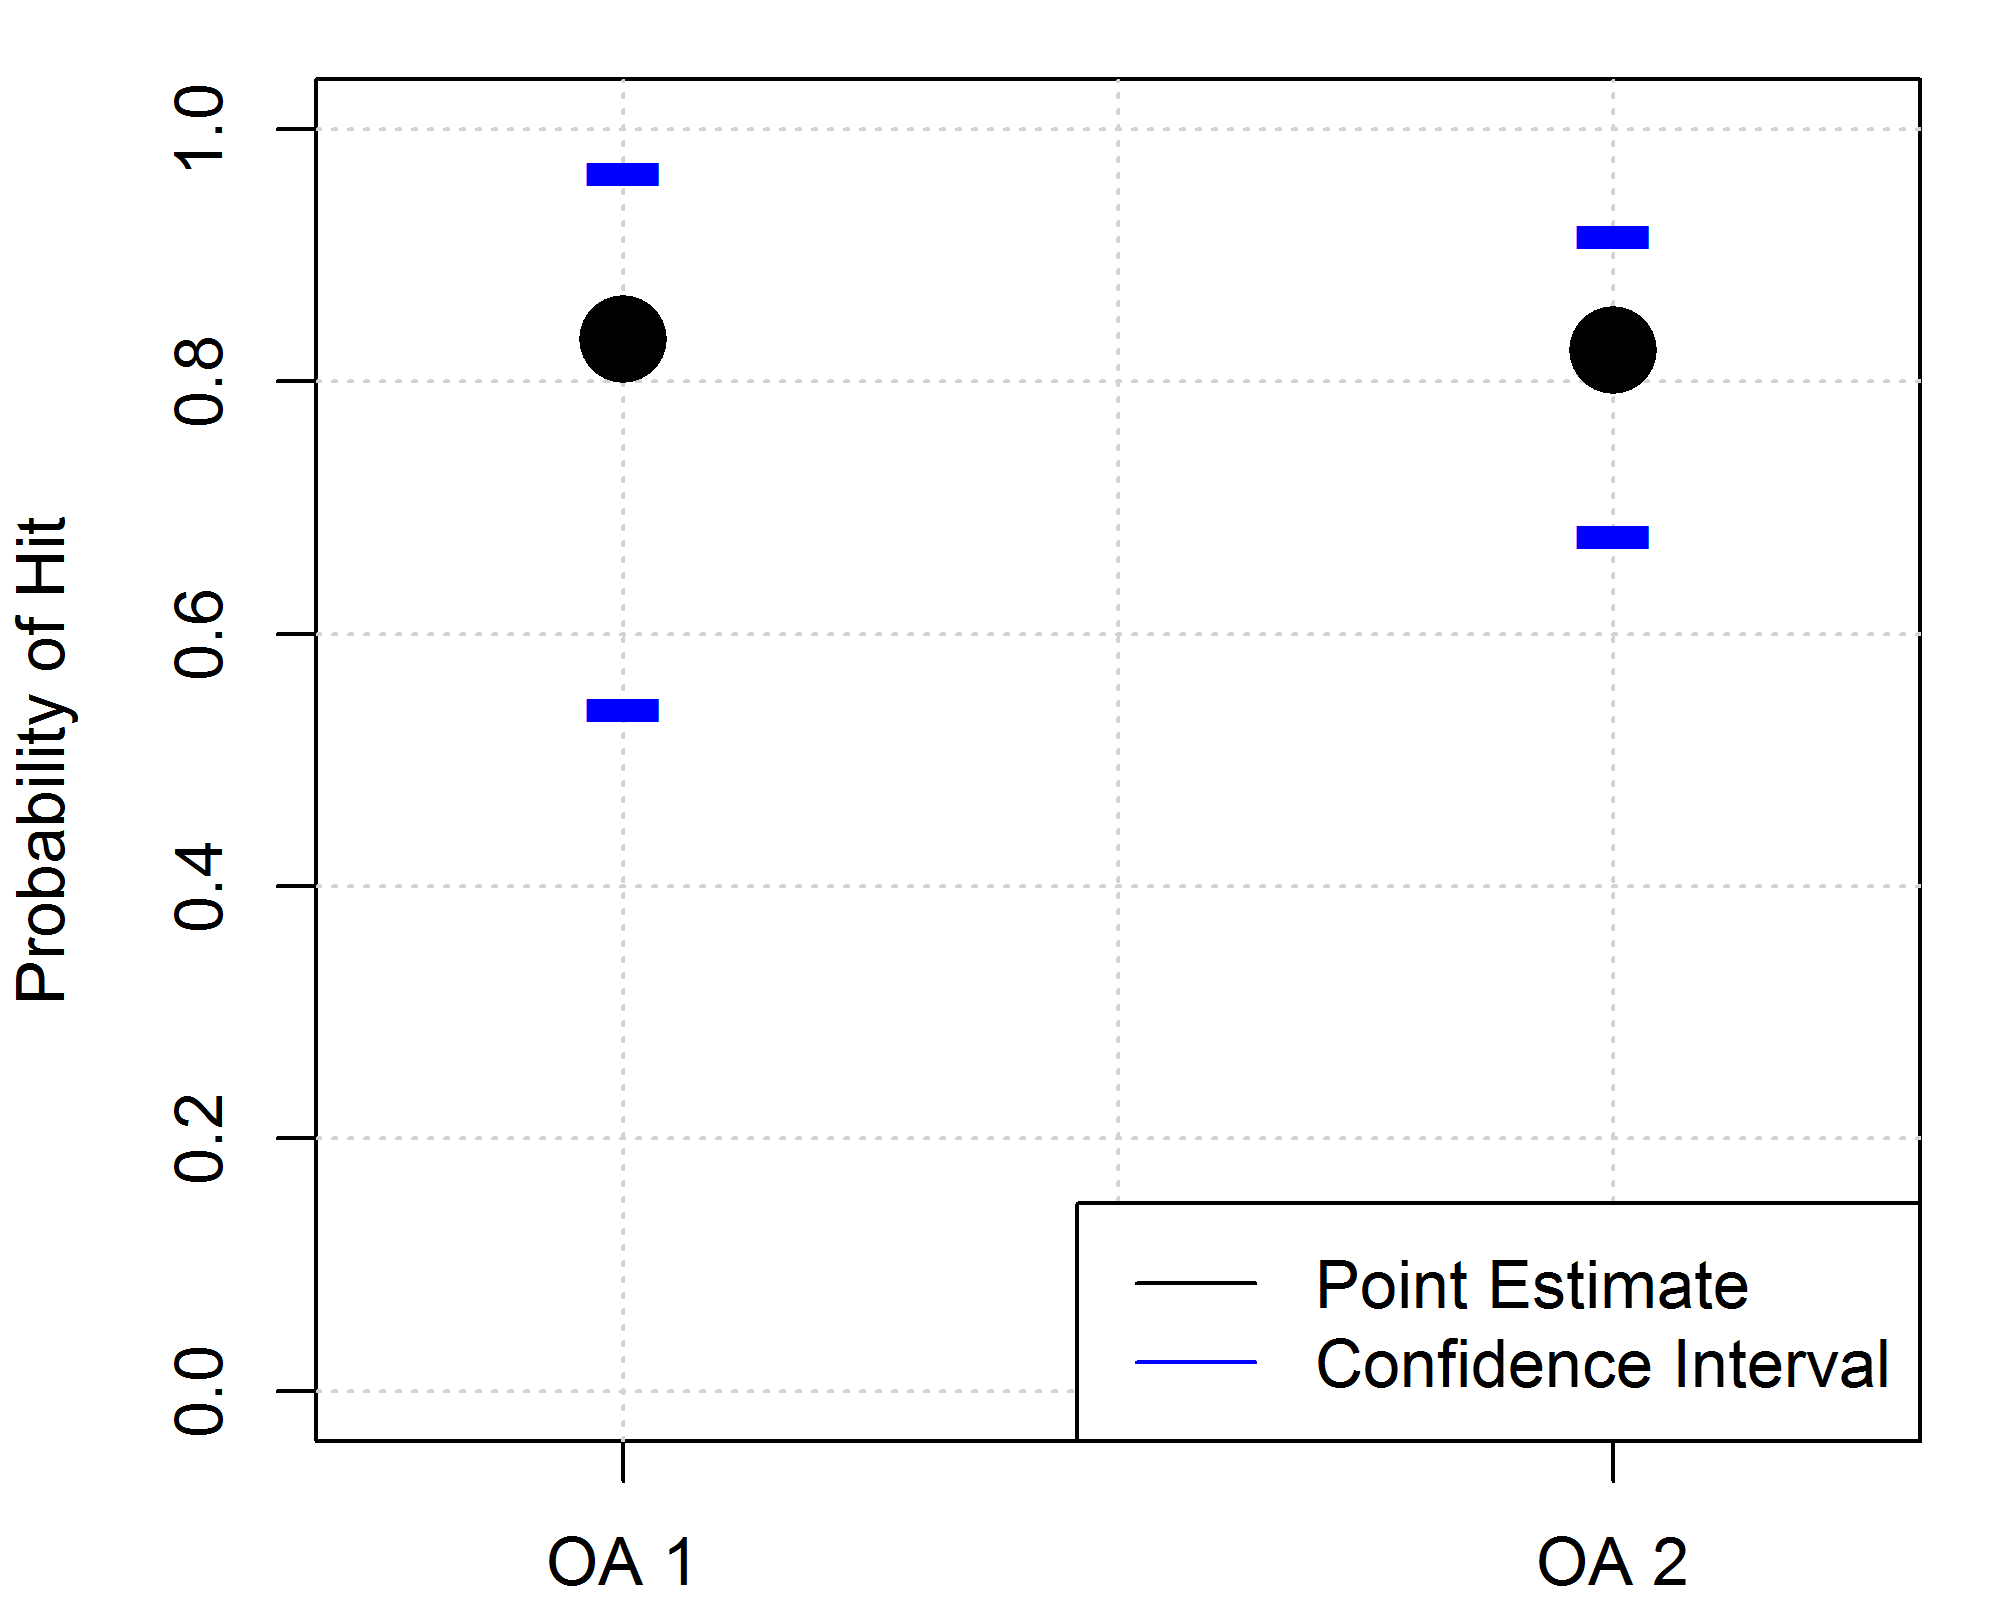 Probability of Hit
1.0
0.8
0.6
0.4
0.2
0.0
Point Estimate
Confidence Interval
OA 1
OA 2